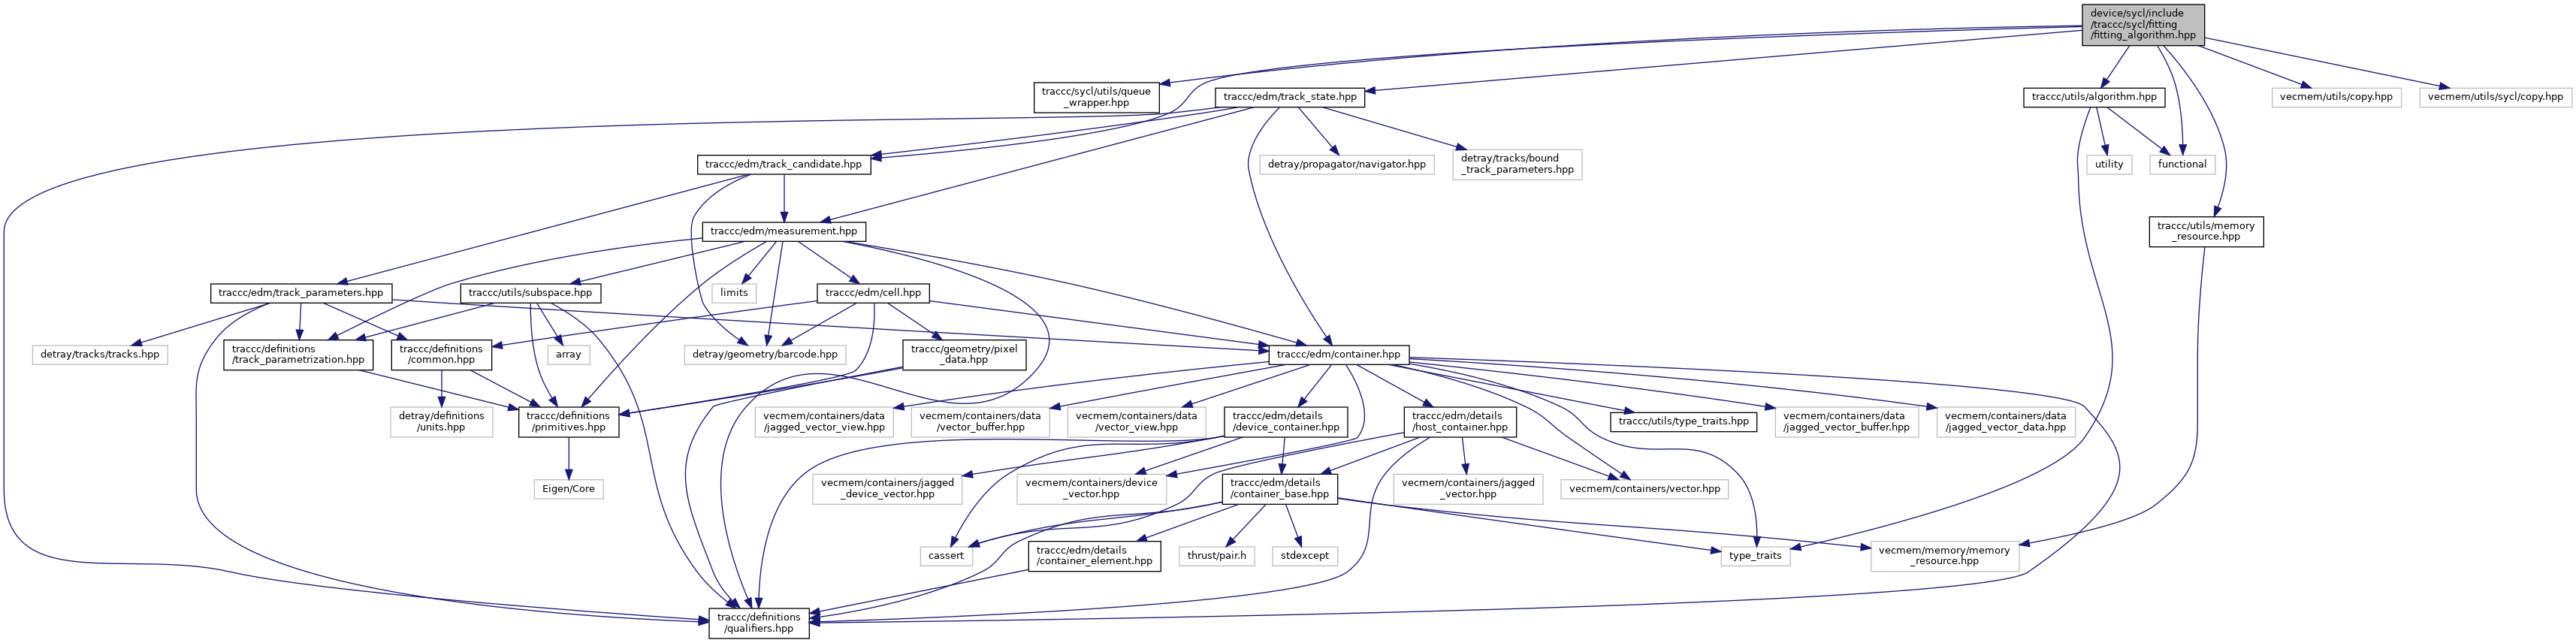 device/sycl/include
/traccc/sycl/fitting
/fitting_algorithm.hpp
traccc/sycl/utils/queue
_wrapper.hpp
traccc/edm/track_state.hpp
traccc/utils/algorithm.hpp
vecmem/utils/copy.hpp
vecmem/utils/sycl/copy.hpp
traccc/edm/track_candidate.hpp
detray/propagator/navigator.hpp
detray/tracks/bound
_track_parameters.hpp
utility
functional
traccc/edm/measurement.hpp
traccc/utils/memory
_resource.hpp
traccc/edm/track_parameters.hpp
traccc/utils/subspace.hpp
limits
traccc/edm/cell.hpp
detray/tracks/tracks.hpp
traccc/definitions
/track_parametrization.hpp
traccc/definitions
/common.hpp
array
detray/geometry/barcode.hpp
traccc/geometry/pixel
_data.hpp
traccc/edm/container.hpp
detray/definitions
/units.hpp
traccc/definitions
/primitives.hpp
vecmem/containers/data
/jagged_vector_view.hpp
vecmem/containers/data
/vector_buffer.hpp
vecmem/containers/data
/vector_view.hpp
traccc/edm/details
/device_container.hpp
traccc/edm/details
/host_container.hpp
traccc/utils/type_traits.hpp
vecmem/containers/data
/jagged_vector_buffer.hpp
vecmem/containers/data
/jagged_vector_data.hpp
Eigen/Core
vecmem/containers/jagged
_device_vector.hpp
vecmem/containers/device
_vector.hpp
traccc/edm/details
/container_base.hpp
vecmem/containers/jagged
_vector.hpp
vecmem/containers/vector.hpp
cassert
traccc/edm/details
/container_element.hpp
thrust/pair.h
stdexcept
type_traits
vecmem/memory/memory
_resource.hpp
traccc/definitions
/qualifiers.hpp